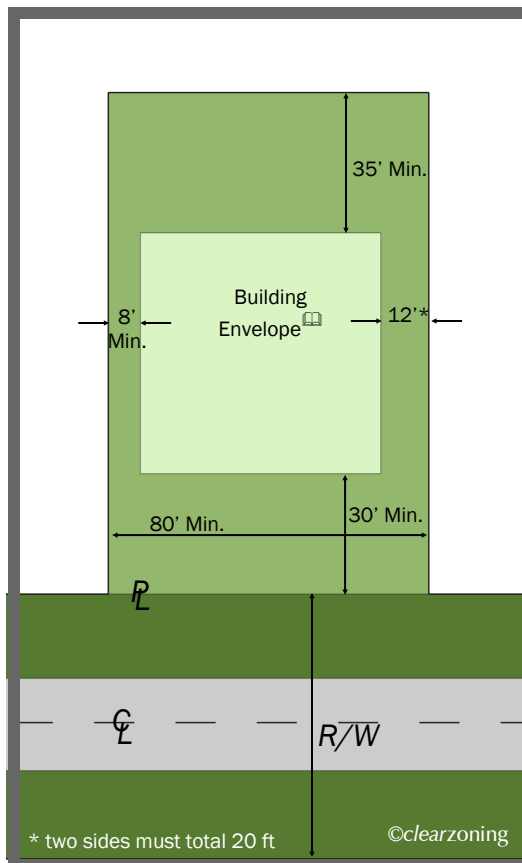 35’ Min.
Building
Envelope
8’
Min.
12’*
80’ Min.
30’ Min.
PL
CL
R/W
* two sides must total 20 ft
©clearzoning